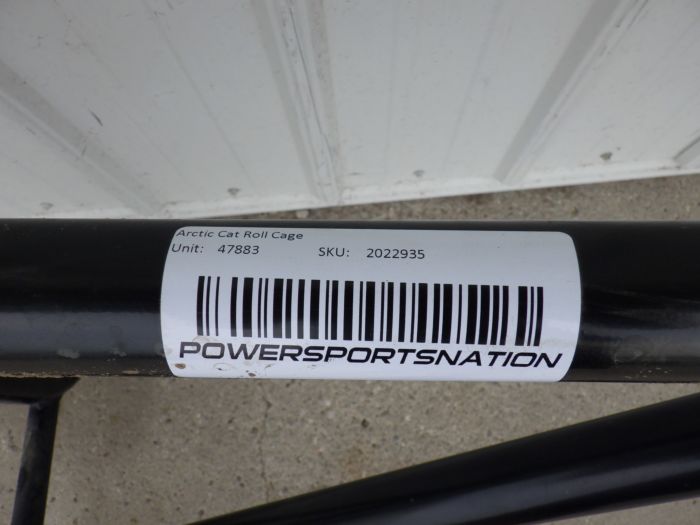 Arctic Cat Roll Cage
Unit: 47883 SKU: 2022935
POWERSPORTSNATION